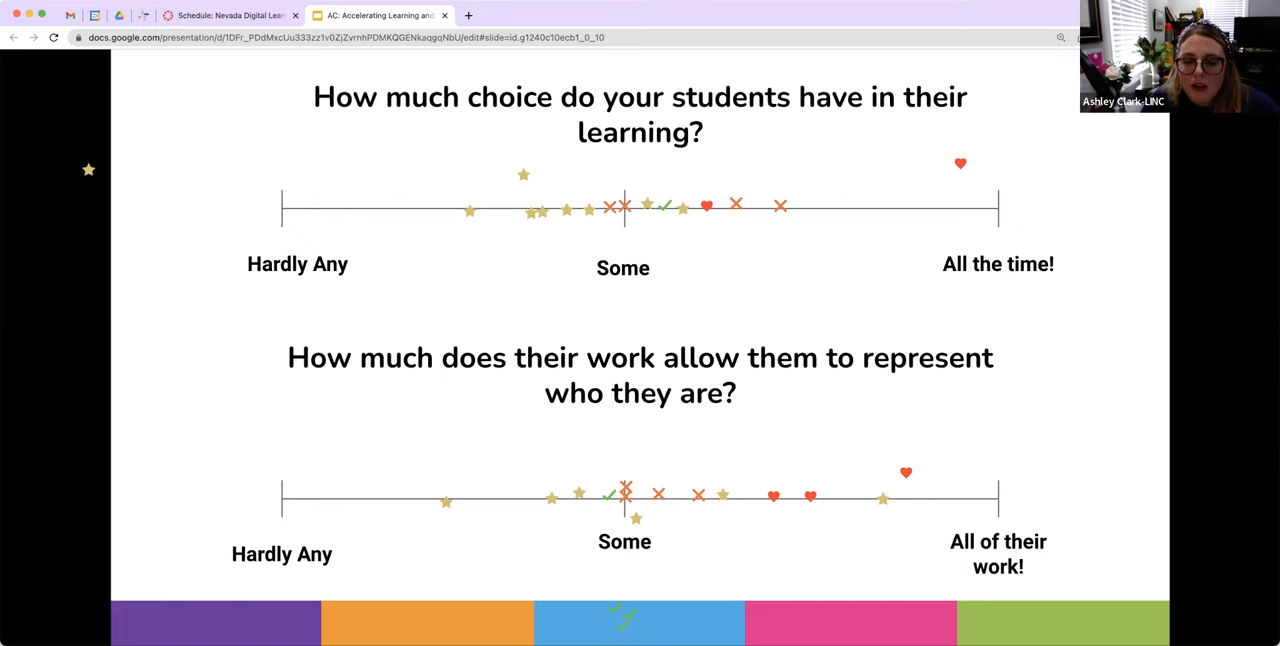 Schedule: Nevada Digital Lear
AC: Accelerating Learning and
docs.google.com/presentation/d/1DFr_PDdMxcUu333zz1v0ZjZvrnhPDMKQGENkaqgqNbU/edit#slide=id.g1240c10ecb1_0_10
Ashley Clark-LINC
How much choice do your students have in their
learning?
Hardly Any
Some
All the time!
How much does their work allow them to represent
who they are?
Hardly Any
Some
All of their
work!